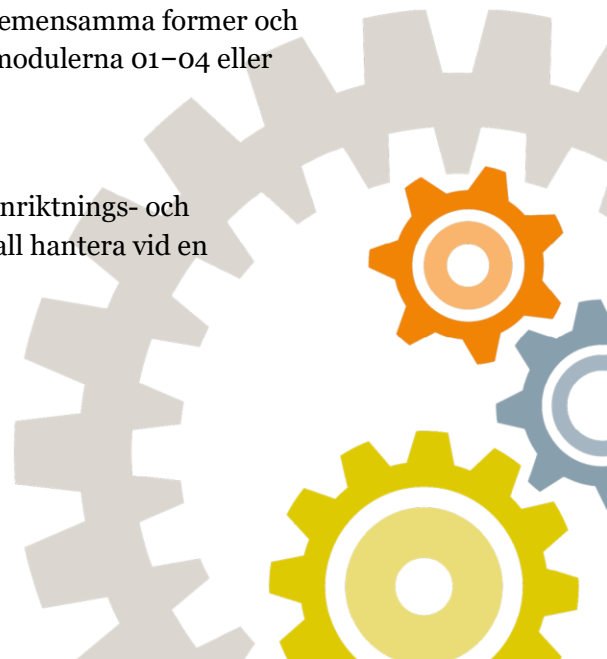 emensamma former och
modulerna 01–04 eller
nriktnings- och
all hantera vid en